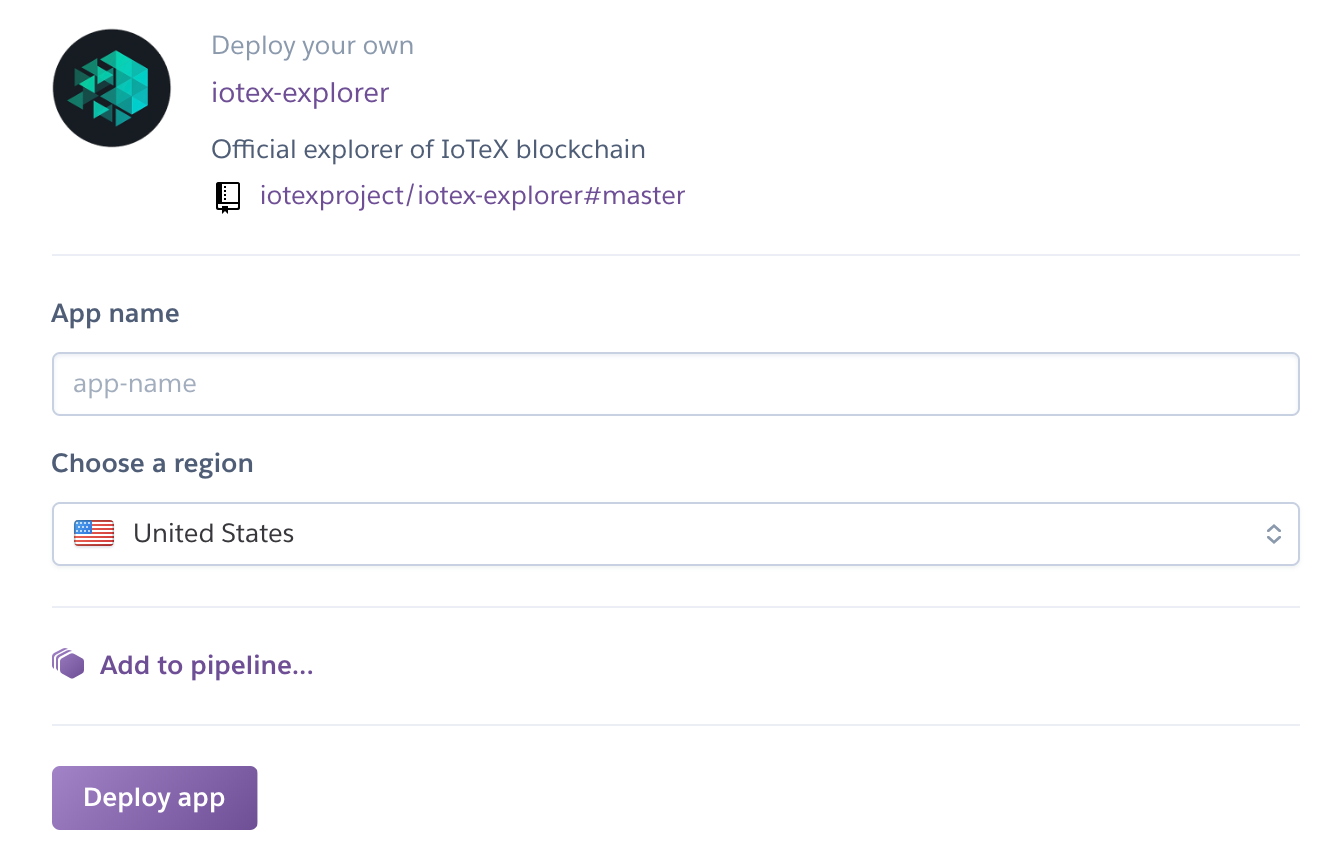 Deploy your own
iotex-explorer
Official explorer of IoTeX blockchain
iotexproject/iotex-explorer#master
App name
app-name
Choose a region
United States
Add to pipeline...
Deploy app